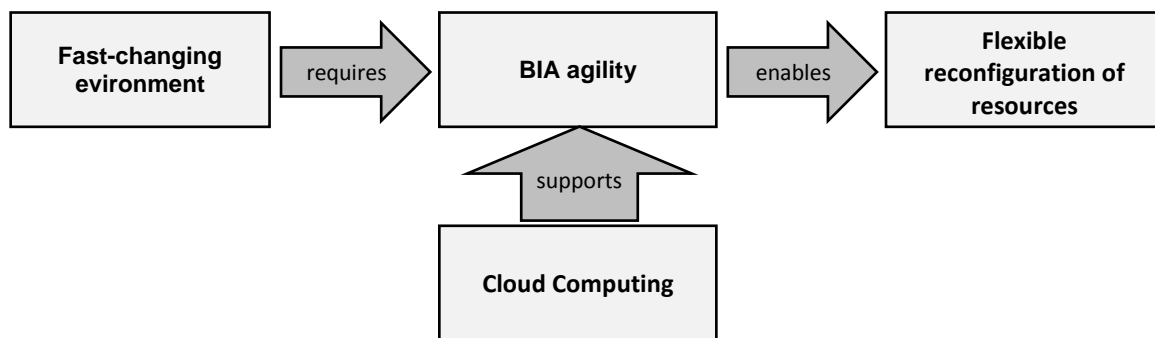 Fast-changing
evironment
requires
BIA agility
enables
Flexible
reconfiguration of
resources
supports
Cloud Computing